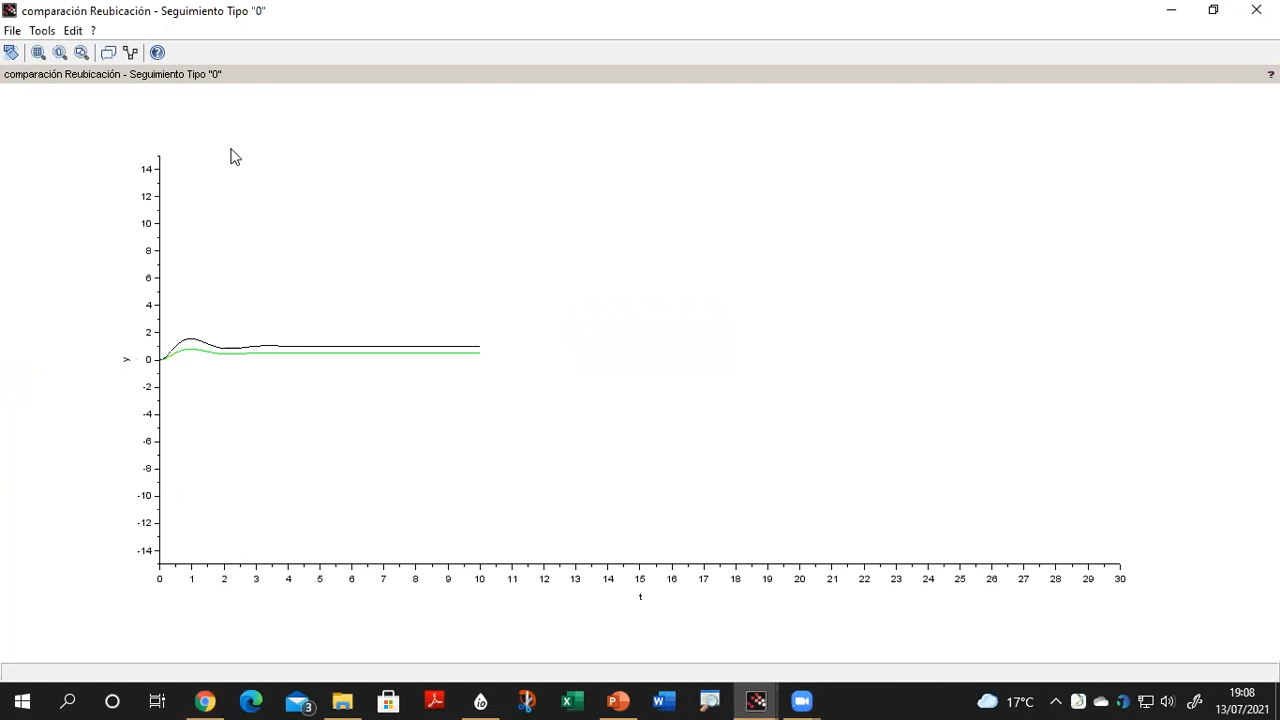 comparación Reubicación - Seguimiento Tipo "0"
File Tools Edit ?
comparación Reubicación - Seguimiento Tipo "0" ?
14
12
10
8
6
4
2
y 0
-2
-4
-6
-8
-10
-12
-14
0 1 2 3 4 5 6 7 8 9 10 11 12 13 14 15 16 17 18 19 20 21 22 23 24 25 26 27 28 29 30
t
3 17°C 19:08
13/07/2021